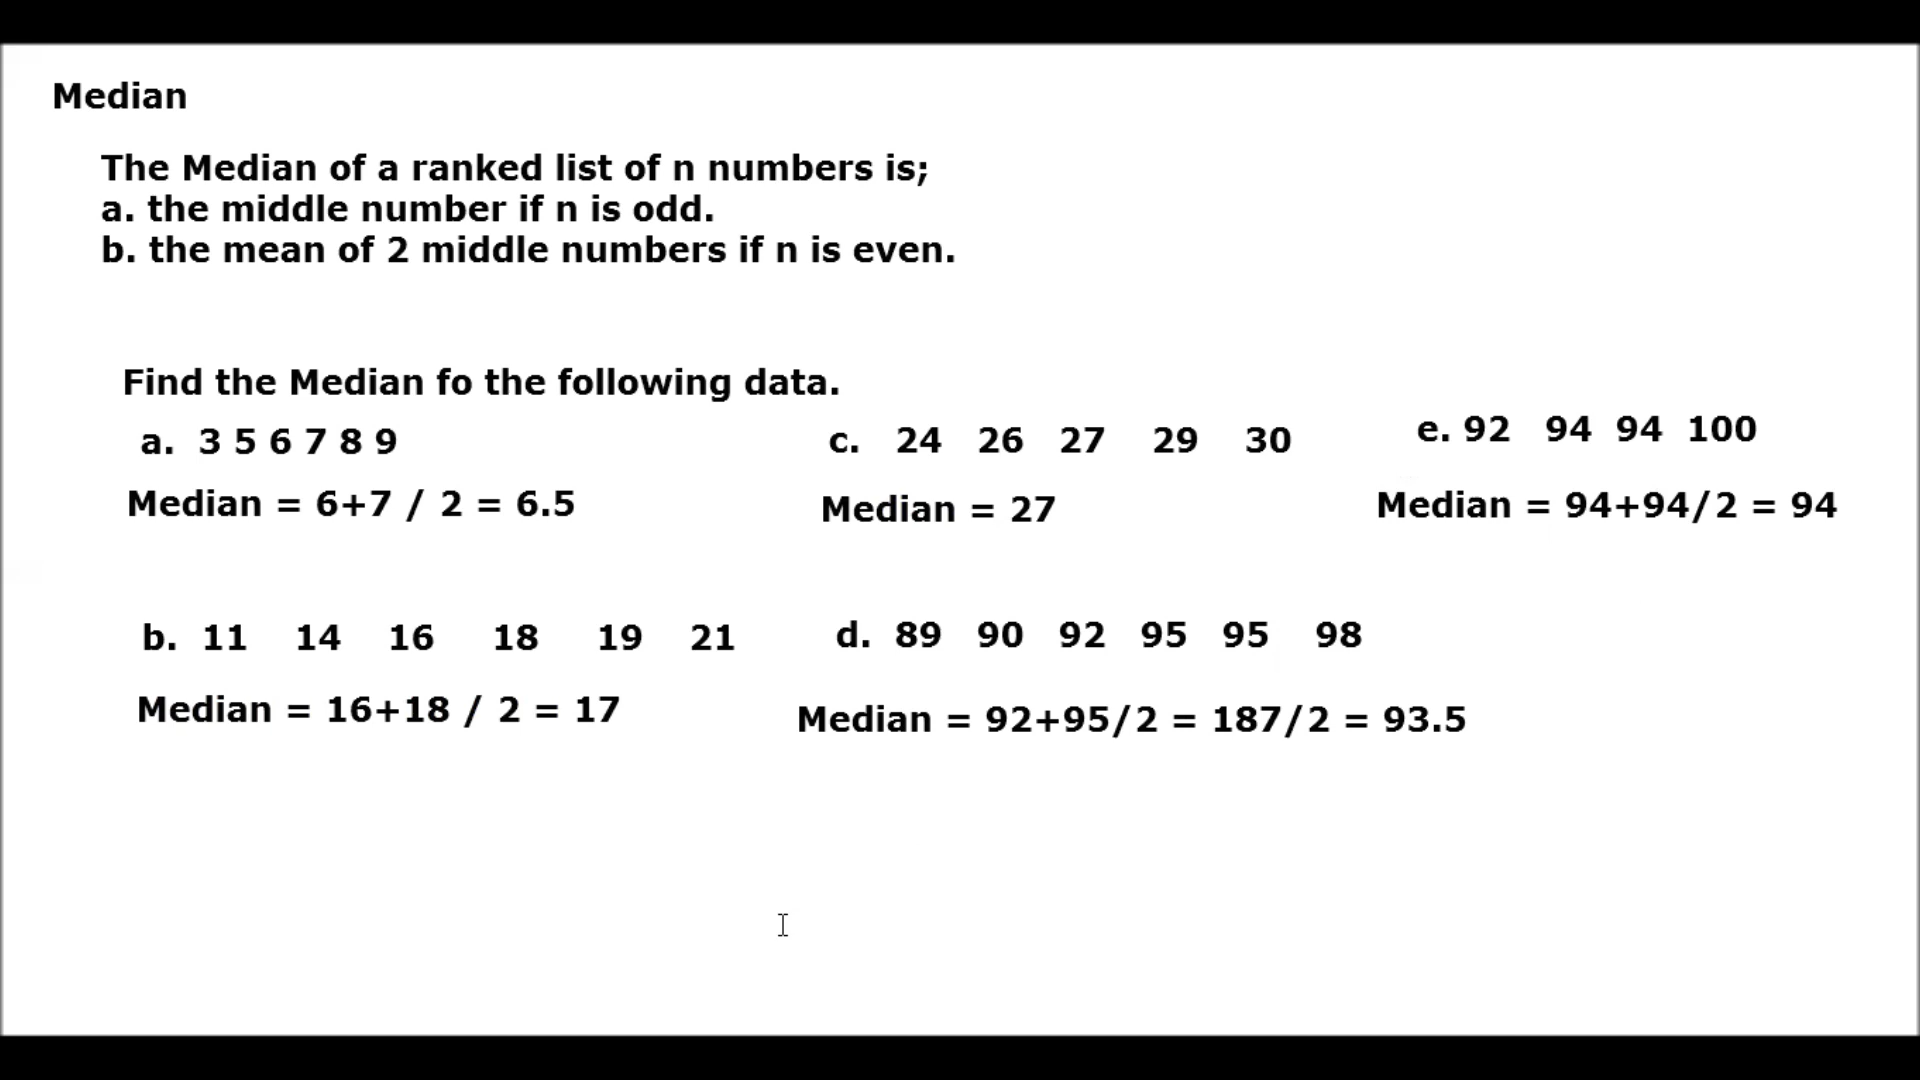 Median
The Median of a ranked list of n numbers is;
a. the middle number if n is odd.
b. the mean of 2 middle numbers if n is even.
Find the Median fo the following data.
a. 3 5 6 7 8 9
Median = 6+7 / 2 = 6.5
b. 11 14 16 18 19 21
Median = 16+18 / 2 = 17
c. 24 26 27 29 30
Median = 27
d. 89 90 92 95 95 98
Median = 92+95/2 = 187/2 = 93.5
e. 92 94 94 100
Median = 94+94/2 = 94